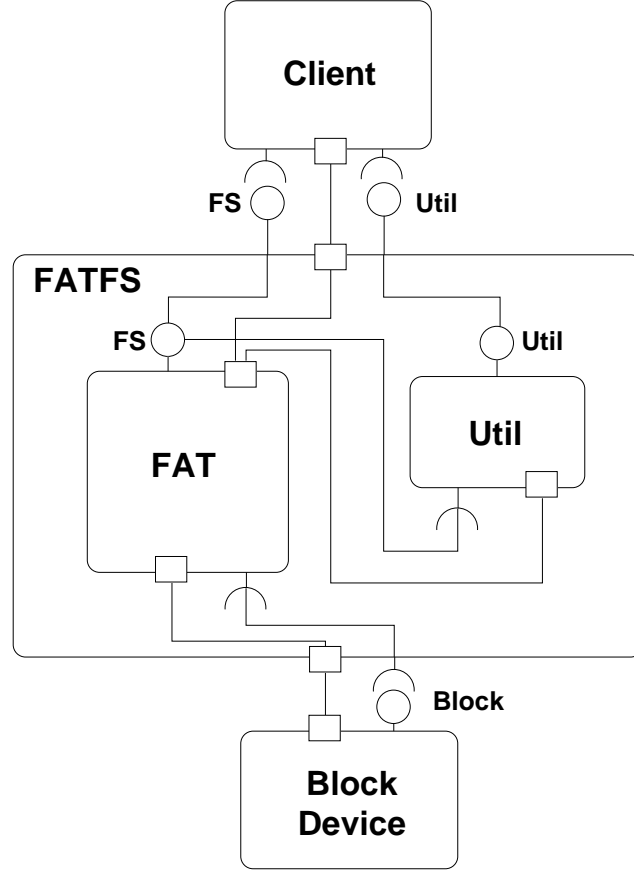 Client
FS
Util
FATFS
FS
Util
FAT
Util
Block
Block
Device